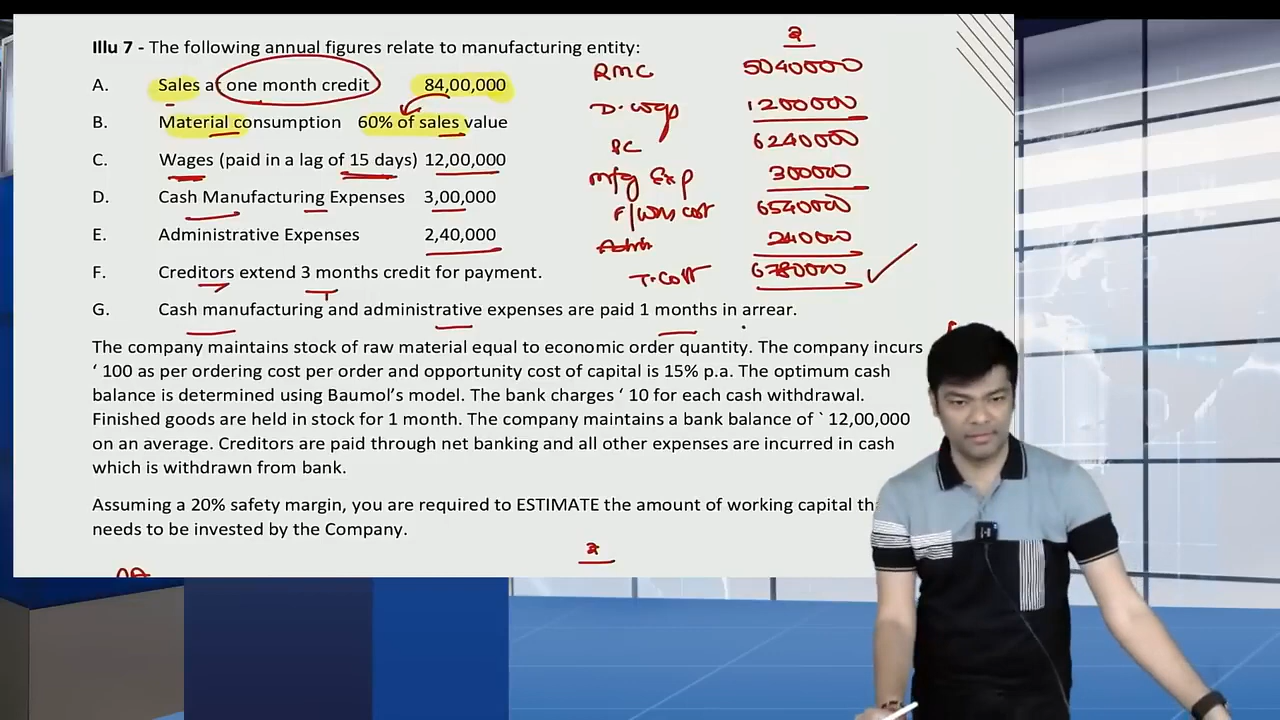 Illu 7 - The following annual figures relate to manufacturing entity:
A. Sales at one month credit 84,00,000
B. Material consumption 60% of sales value
C. Wages (paid in a lag of 15 days) 12,00,000
D. Cash Manufacturing Expenses 3,00,000
E. Administrative Expenses 2,40,000
F. Creditors extend 3 months credit for payment.
G. Cash manufacturing and administrative expenses are paid 1 months in arrear.
The company maintains stock of raw material equal to economic order quantity. The company incurs
‘ 100 as per ordering cost per order and opportunity cost of capital is 15% p.a. The optimum cash
balance is determined using Baumol’s model. The bank charges ‘ 10 for each cash withdrawal.
Finished goods are held in stock for 1 month. The company maintains a bank balance of ` 12,00,000
on an average. Creditors are paid through net banking and all other expenses are incurred in cash
which is withdrawn from bank.
Assuming a 20% safety margin, you are required to ESTIMATE the amount of working capital
needs to be invested by the Company.
₹
RMC 5040000
D. wages 1200000
PC 6240000
Mfg Exp 300000
F/Works cost 6540000
Admin 240000
T. Cost 6780000
₹